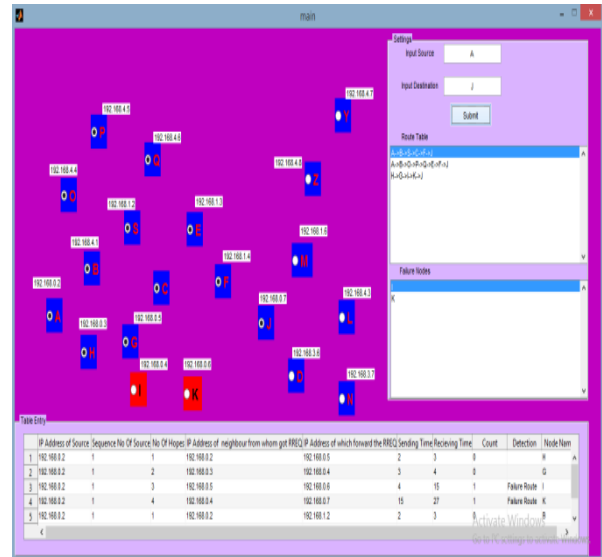 main
Settings
Input Source
A
Input Destination
J
Submit
Route Table
A->B->S->C->F->J
Failure Nodes
K
192.168.4.7
Y
192.168.4.5
P
192.168.4.6
Q
192.168.4.8
Z
192.168.4.4
O
192.168.1.2
S
192.168.1.3
E
192.168.1.6
M
192.168.4.1
B
192.168.1.4
F
C
192.168.0.2
A
192.168.0.3
H
192.168.0.5
G
192.168.0.7
J
192.168.4.3
L
192.168.0.4
I
192.168.0.6
K
192.168.3.6
D
192.168.3.7
N
Table Entry
IP Address of Source Sequence No Of Source No Of Hopes IP Address of neighbour from whom got RREQ IP Address of which forward the RREQ Sending Time Recieving Time Count Detection Node Nam
1 192.168.0.2 1 1 192.168.0.2 192.168.0.5 2 3 0 H
2 192.168.0.2 1 2 192.168.0.3 192.168.0.4 3 4 0 G
3 192.168.0.2 1 3 192.168.0.5 192.168.0.6 4 15 1 Failure Route I
4 192.168.0.2 1 4 192.168.0.4 192.168.0.7 15 27 1 Failure Route K
5 192.168.0.2 1 1 192.168.0.2 192.168.1.2 2 3 0 B
Activate Windows
Go to PC settings to activate Windows.